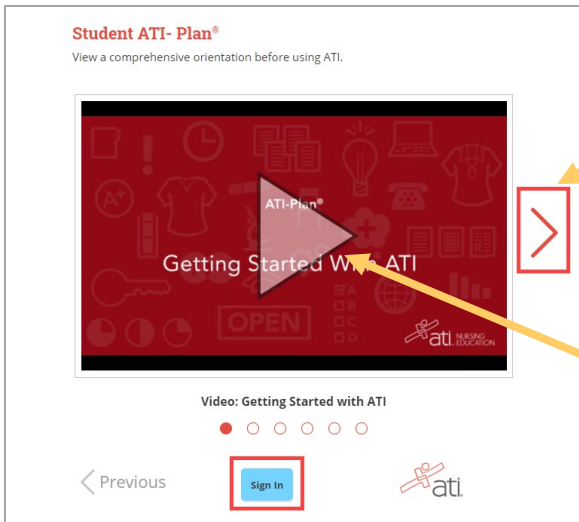 Student ATI- Plan®
View a comprehensive orientation before using ATI.
A+
ATI-Plan®
Getting Started With ATI
A
B
C
D
OPEN
ati NURSING EDUCATION
Video: Getting Started with ATI
Previous
Sign In
ati